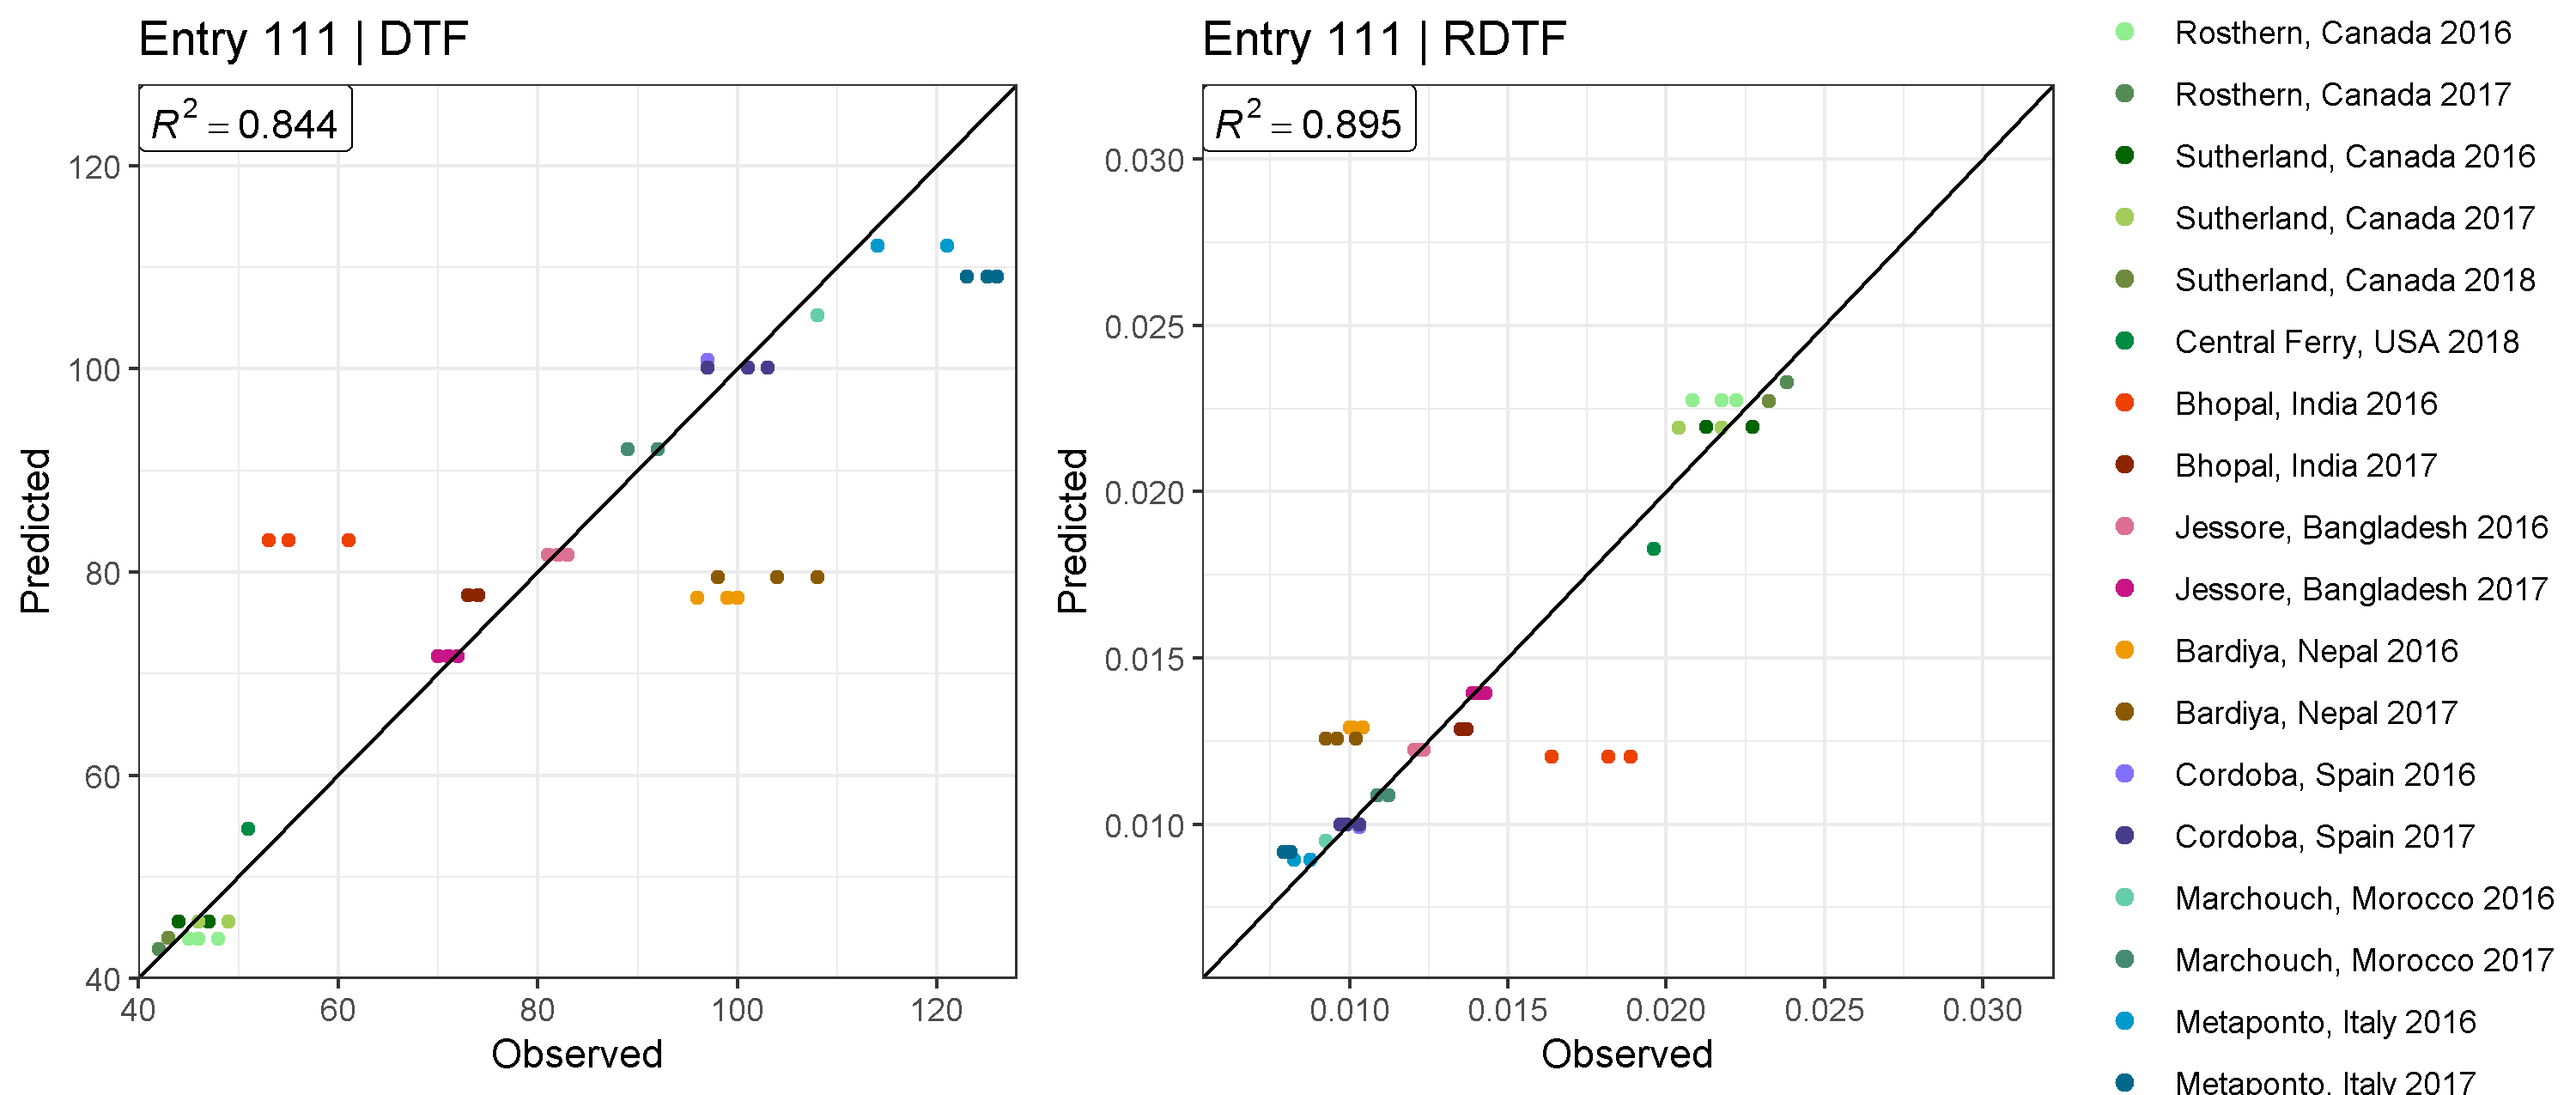 Entry 111 | DTF
R² = 0.844
120
100
80
60
40
40 60 80 100 120
Predicted
Observed
Entry 111 | RDTF
R² = 0.895
0.030
0.025
0.020
0.015
0.010
0.010 0.015 0.020 0.025 0.030
Predicted
Observed
Rosthern, Canada 2016
Rosthern, Canada 2017
Sutherland, Canada 2016
Sutherland, Canada 2017
Sutherland, Canada 2018
Central Ferry, USA 2018
Bhopal, India 2016
Bhopal, India 2017
Jessore, Bangladesh 2016
Jessore, Bangladesh 2017
Bardiya, Nepal 2016
Bardiya, Nepal 2017
Cordoba, Spain 2016
Cordoba, Spain 2017
Marchouch, Morocco 2016
Marchouch, Morocco 2017
Metaponto, Italy 2016
Metaponto, Italy 2017